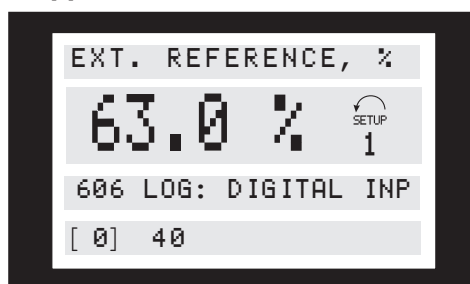 EXT. REFERENCE, %
63.0 %
SETUP
1
606 LOG: DIGITAL INP
[ 0] 40